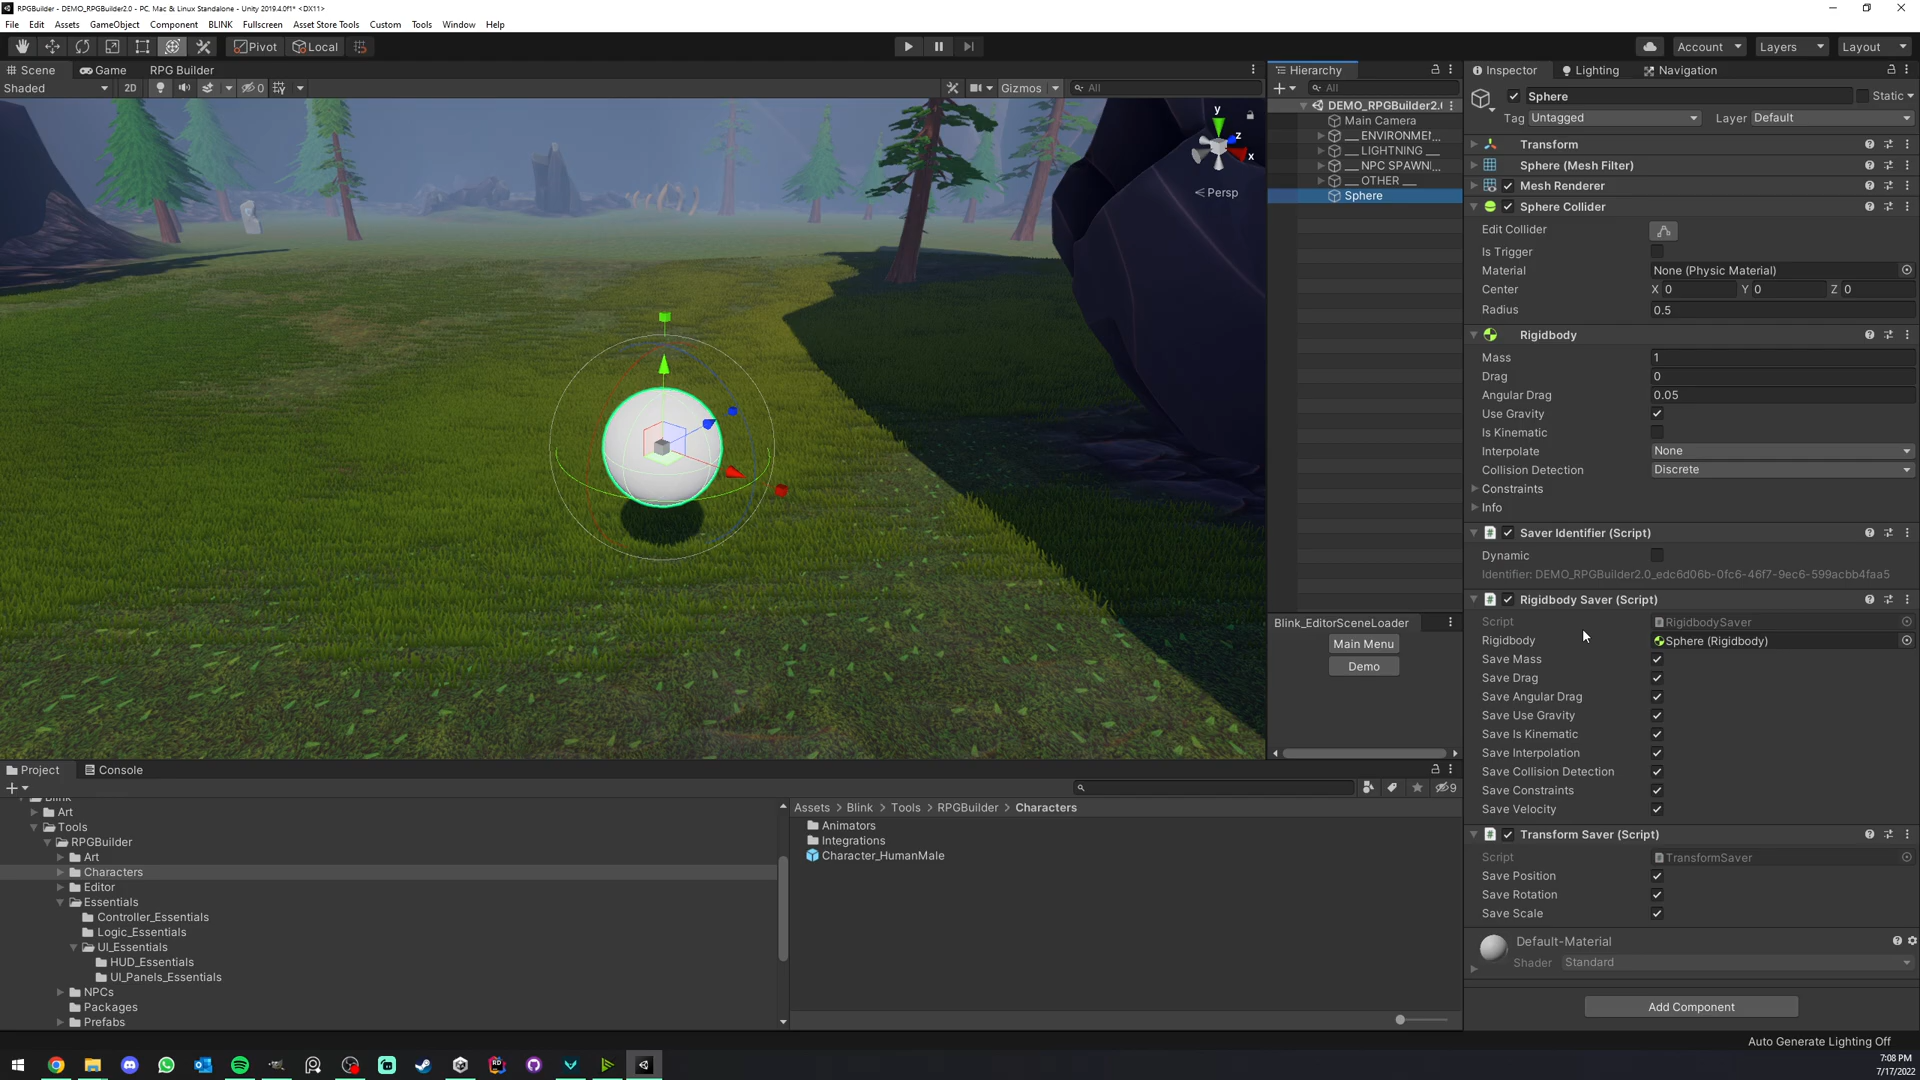 RPGBuilder - DEMO_RPGBuilder2.0 - PC, Mac & Linux Standalone - Unity 2019.4.0f1* <DX11>
File Edit Assets GameObject Component BLINK Fullscreen Asset Store Tools Custom Tools Window Help
Pivot Local Account Layers Layout
Scene Game RPG Builder
Shaded 2D 0 Gizmos All
y
z
x
Persp
Hierarchy
All
DEMO_RPGBuilder2.(
Main Camera
__ ENVIRONME...
__ LIGHTNING __
__ NPC SPAWN...
__ OTHER __
Sphere
Blink_EditorSceneLoader
Main Menu
Demo
Inspector Lighting Navigation
Sphere Static
Tag Untagged Layer Default
Transform
Sphere (Mesh Filter)
Mesh Renderer
Sphere Collider
Edit Collider
Is Trigger
Material None (Physic Material)
Center X 0 Y 0 Z 0
Radius 0.5
Rigidbody
Mass 1
Drag 0
Angular Drag 0.05
Use Gravity
Is Kinematic
Interpolate None
Collision Detection Discrete
Constraints
Info
Saver Identifier (Script)
Dynamic
Identifier: DEMO_RPGBuilder2.0_edc6d06b-0fc6-46f7-9ec6-599acbb4faa5
Rigidbody Saver (Script)
Script RigidbodySaver
Rigidbody Sphere (Rigidbody)
Save Mass
Save Drag
Save Angular Drag
Save Use Gravity
Save Is Kinematic
Save Interpolation
Save Collision Detection
Save Constraints
Save Velocity
Transform Saver (Script)
Script TransformSaver
Save Position
Save Rotation
Save Scale
Default-Material
Shader Standard
Add Component
Project Console
9
Blink
Art
Tools
RPGBuilder
Art
Characters
Editor
Essentials
Controller_Essentials
Logic_Essentials
UI_Essentials
HUD_Essentials
UI_Panels_Essentials
NPCs
Packages
Prefabs
Assets > Blink > Tools > RPGBuilder > Characters
Animators
Integrations
Character_HumanMale
Auto Generate Lighting Off
7:08 PM
7/17/2022